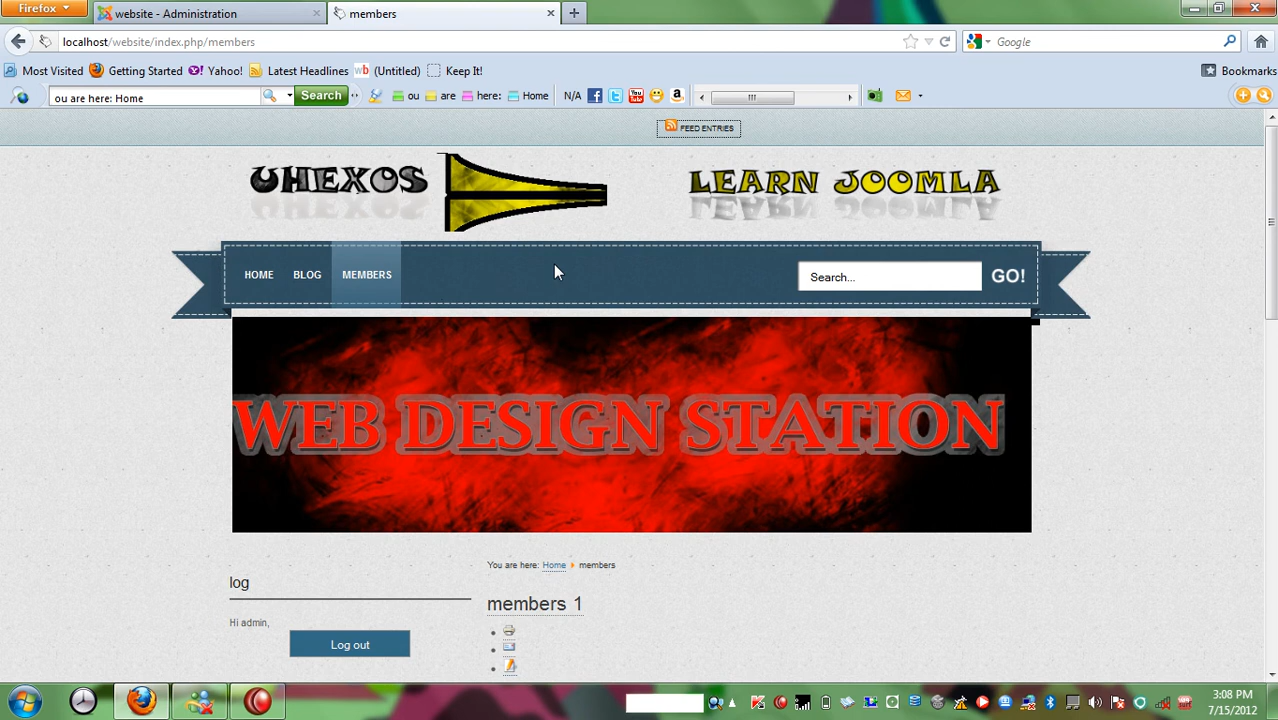 Firefox
website - Administration
members
localhost/website/index.php/members
Google
Most Visited
Getting Started
Yahoo!
Latest Headlines
wb (Untitled)
Keep It!
Bookmarks
ou are here: Home
Search
ou
are
here:
Home
N/A
FEED ENTRIES
UHEXOS
LEARN JOOMLA
HOME
BLOG
MEMBERS
Search...
GO!
WEB DESIGN STATION
You are here: Home members
log
members 1
Hi admin,
Log out
3:08 PM
7/15/2012